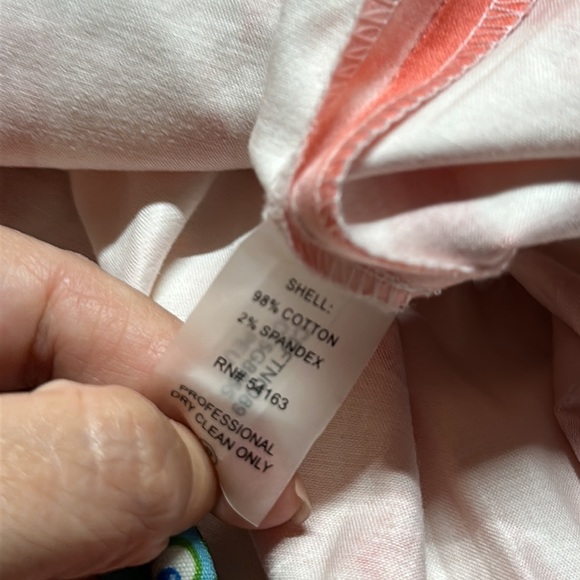 SHELL:
98% COTTON
2% SPANDEX
RN# 54163
PROFESSIONAL
DRY CLEAN ONLY